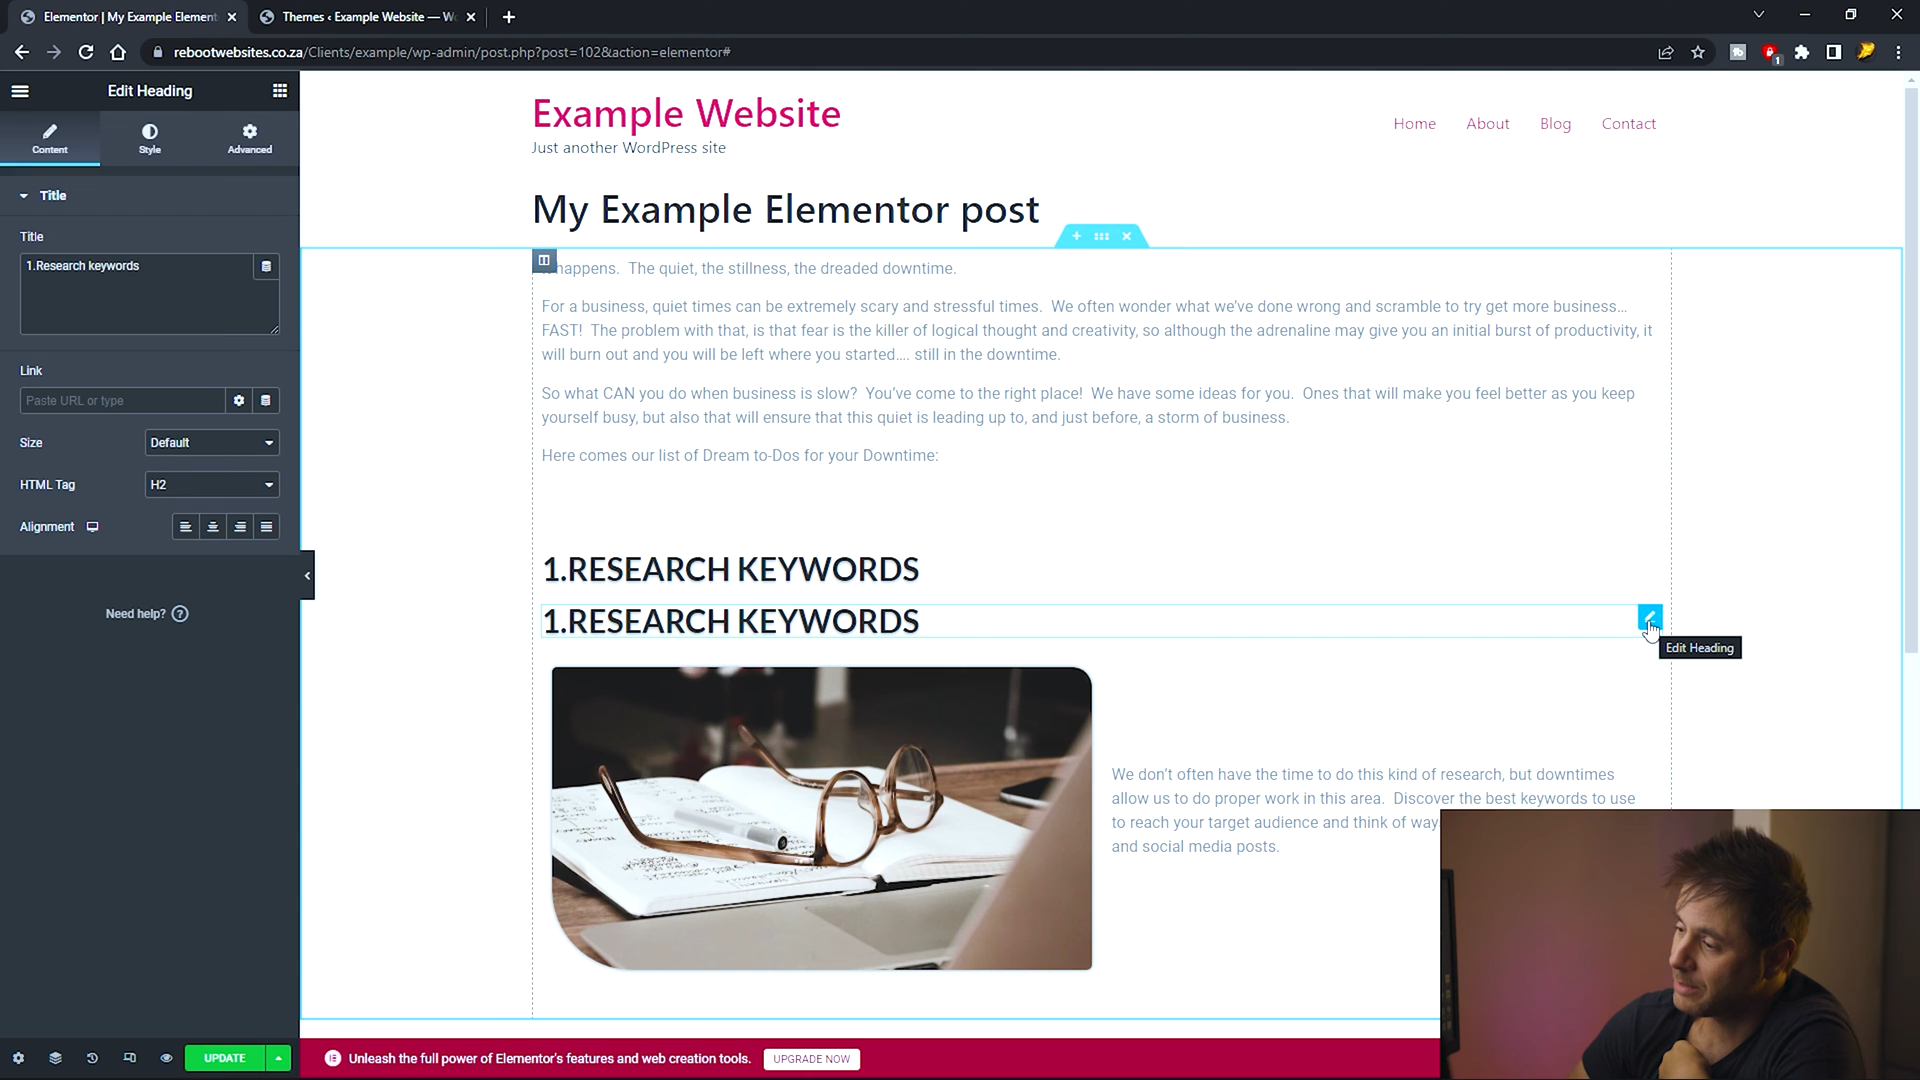 Elementor | My Example Element
Themes ‹ Example Website — W
rebootwebsites.co.za/Clients/example/wp-admin/post.php?post=102&action=elementor#
1
Edit Heading
Content
Style
Advanced
Title
Title
1.Research keywords
Link
Paste URL or type
Size
Default
HTML Tag
H2
Alignment
Need help?
UPDATE
Example Website
Just another WordPress site
Home
About
Blog
Contact
My Example Elementor post
happens. The quiet, the stillness, the dreaded downtime.
For a business, quiet times can be extremely scary and stressful times. We often wonder what we've done wrong and scramble to try get more business…
FAST! The problem with that, is that fear is the killer of logical thought and creativity, so although the adrenaline may give you an initial burst of productivity, it
will burn out and you will be left where you started…. still in the downtime.
So what CAN you do when business is slow? You've come to the right place! We have some ideas for you. Ones that will make you feel better as you keep
yourself busy, but also that will ensure that this quiet is leading up to, and just before, a storm of business.
Here comes our list of Dream to-Dos for your Downtime:
1.RESEARCH KEYWORDS
1.RESEARCH KEYWORDS
Edit Heading
We don't often have the time to do this kind of research, but downtimes
allow us to do proper work in this area. Discover the best keywords to use
to reach your target audience and think of way
and social media posts.
Unleash the full power of Elementor's features and web creation tools.
UPGRADE NOW